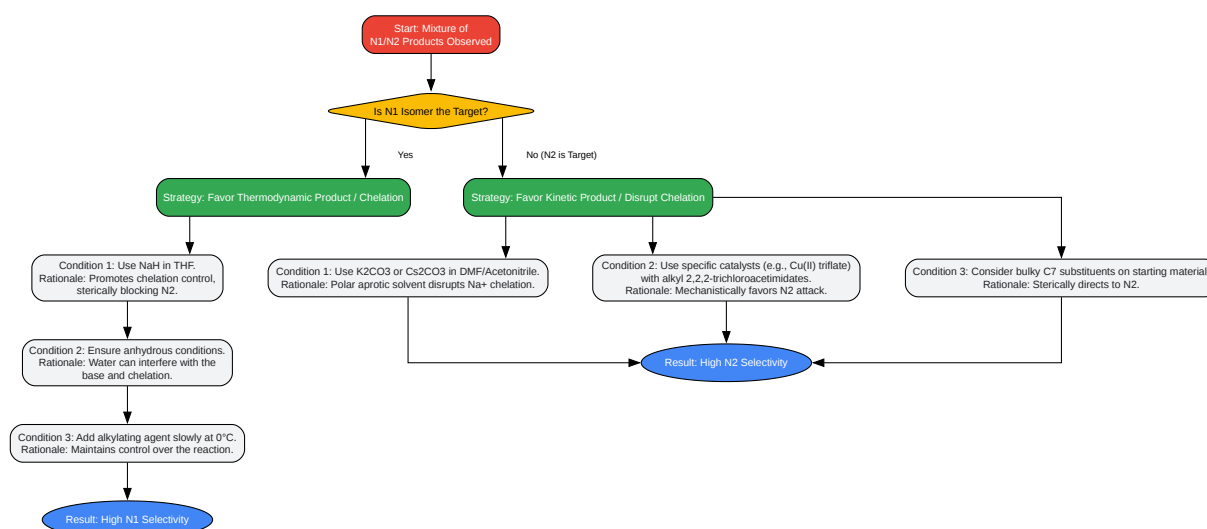 Start: Mixture of
N1/N2 Products Observed
Is N1 Isomer the Target?
Yes
No (N2 is Target)
Strategy: Favor Thermodynamic Product / Chelation
Strategy: Favor Kinetic Product / Disrupt Chelation
Condition 1: Use NaH in THF.
Rationale: Promotes chelation control,
sterically blocking N2.
Condition 1: Use K2CO3 or Cs2CO3 in DMF/Acetonitrile.
Rationale: Polar aprotic solvent disrupts Na+ chelation.
Condition 2: Use specific catalysts (e.g., Cu(II) triflate)
with alkyl 2,2,2-trichloroacetimidates.
Rationale: Mechanistically favors N2 attack.
Condition 3: Consider bulky C7 substituents on starting material
Rationale: Sterically directs to N2.
Condition 2: Ensure anhydrous conditions.
Rationale: Water can interfere with the
base and chelation.
Result: High N2 Selectivity
Condition 3: Add alkylating agent slowly at 0°C.
Rationale: Maintains control over the reaction.
Result: High N1 Selectivity